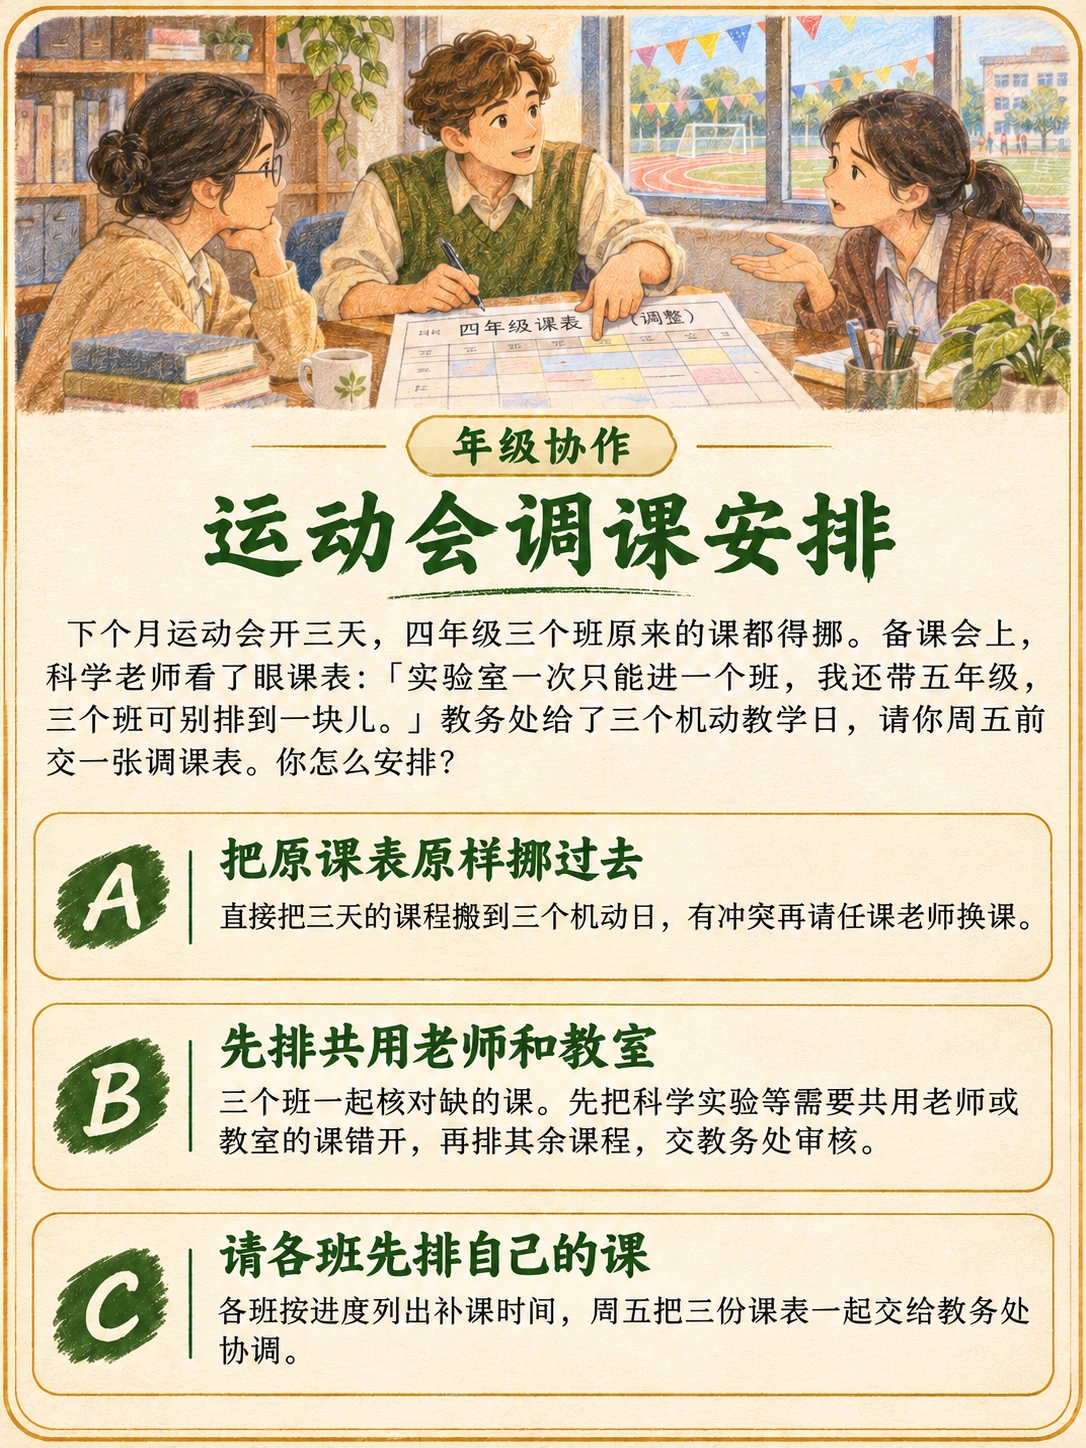 四年级课表 （调整）
年级协作
运动会调课安排
下个月运动会开三天，四年级三个班原来的课都得挪。备课会上，
科学老师看了眼课表：「实验室一次只能进一个班，我还带五年级，
三个班可别排到一块儿。」教务处给了三个机动教学日，请你周五前
交一张调课表。你怎么安排？
A
把原课表原样挪过去
直接把三天的课程搬到三个机动日，有冲突再请任课老师换课。
B
先排共用老师和教室
三个班一起核对缺的课。先把科学实验等需要共用老师或
教室的课错开，再排其余课程，交教务处审核。
C
请各班先排自己的课
各班按进度列出补课时间，周五把三份课表一起交给教务处
协调。